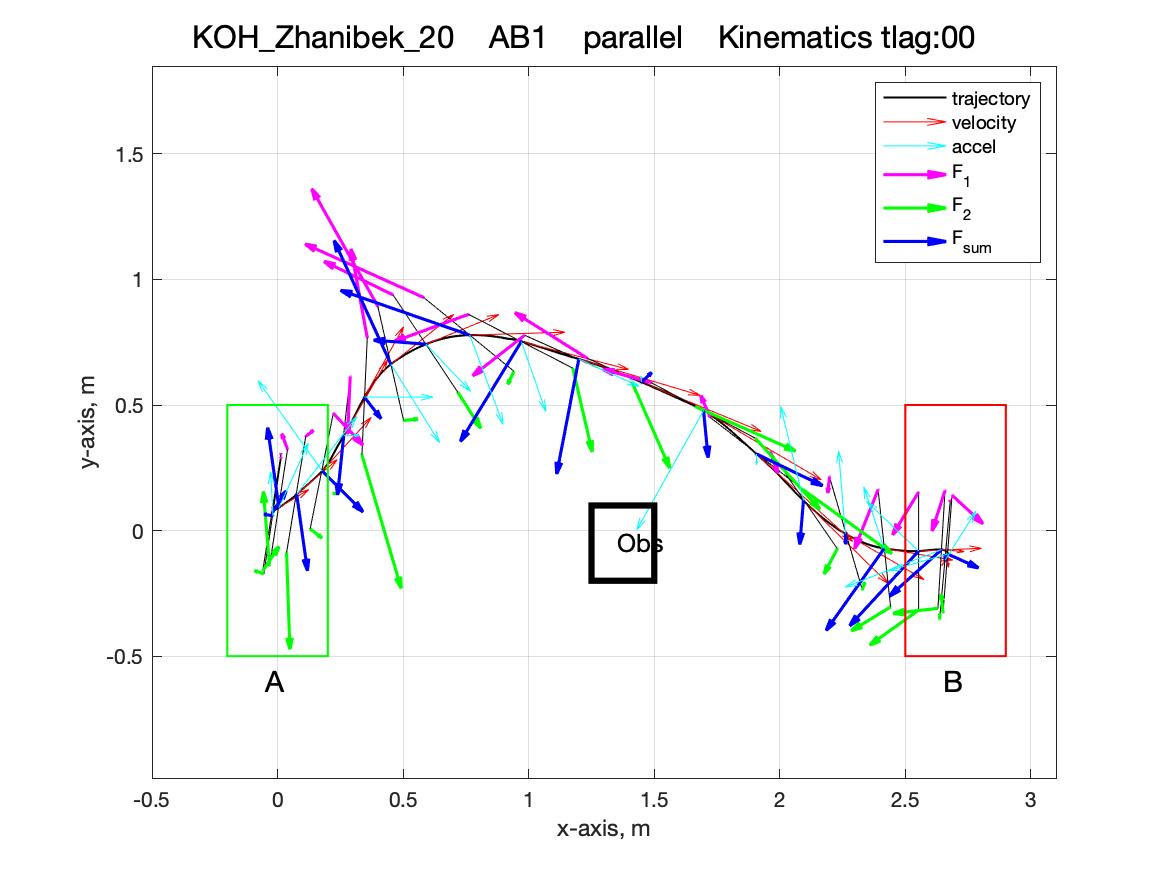 KOH_Zhanibek_20 AB1 parallel Kinematics tlag:00
trajectory
velocity
accel
F1
F2
Fsum
y-axis, m
1.5
1
0.5
0
-0.5
Obs
A
B
-0.5 0 0.5 1 1.5 2 2.5 3
x-axis, m